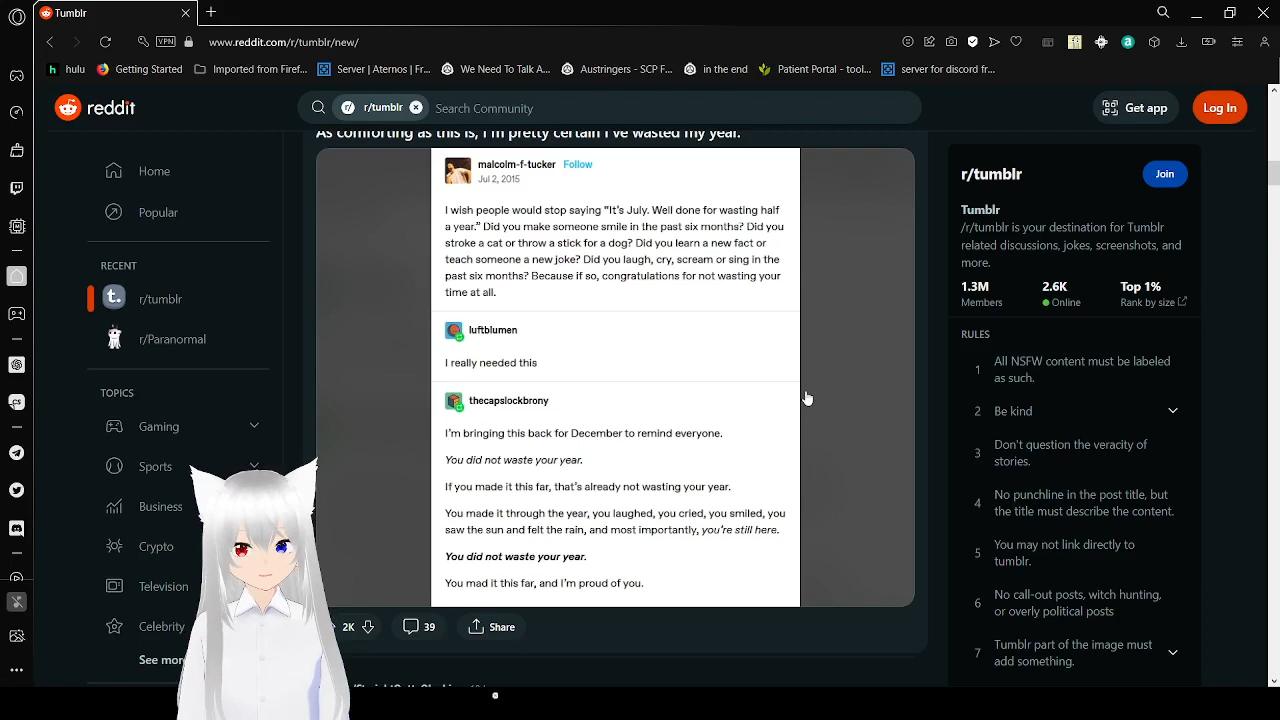 Tumblr
VPN
www.reddit.com/r/tumblr/new/
hulu
Getting Started
Imported from Firef...
Server | Aternos | Fr...
We Need To Talk A...
Austringers - SCP F...
in the end
Patient Portal - tool...
server for discord fr...
reddit
r/tumblr
Search Community
Get app
Log In
Home
Popular
RECENT
r/tumblr
r/Paranormal
TOPICS
Gaming
Sports
Business
Crypto
Television
Celebrity
See mor
As comforting as this is, I'm pretty certain I've wasted my year.
malcolm-f-tucker Follow
Jul 2, 2015
I wish people would stop saying “It’s July. Well done for wasting half
a year.” Did you make someone smile in the past six months? Did you
stroke a cat or throw a stick for a dog? Did you learn a new fact or
teach someone a new joke? Did you laugh, cry, scream or sing in the
past six months? Because if so, congratulations for not wasting your
time at all.
luftblumen
I really needed this
thecapslockbrony
I’m bringing this back for December to remind everyone.
You did not waste your year.
If you made it this far, that’s already not wasting your year.
You made it through the year, you laughed, you cried, you smiled, you
saw the sun and felt the rain, and most importantly, you’re still here.
You did not waste your year.
You mad it this far, and I’m proud of you.
2K
39
Share
r/tumblr
Join
Tumblr
/r/tumblr is your destination for Tumblr
related discussions, jokes, screenshots, and
more.
1.3M 2.6K Top 1%
Members Online Rank by size
RULES
1 All NSFW content must be labeled
as such.
2 Be kind
3 Don't question the veracity of
stories.
4 No punchline in the post title, but
the title must describe the content.
5 You may not link directly to
tumblr.
6 No call-out posts, witch hunting,
or overly political posts
7 Tumblr part of the image must
add something.